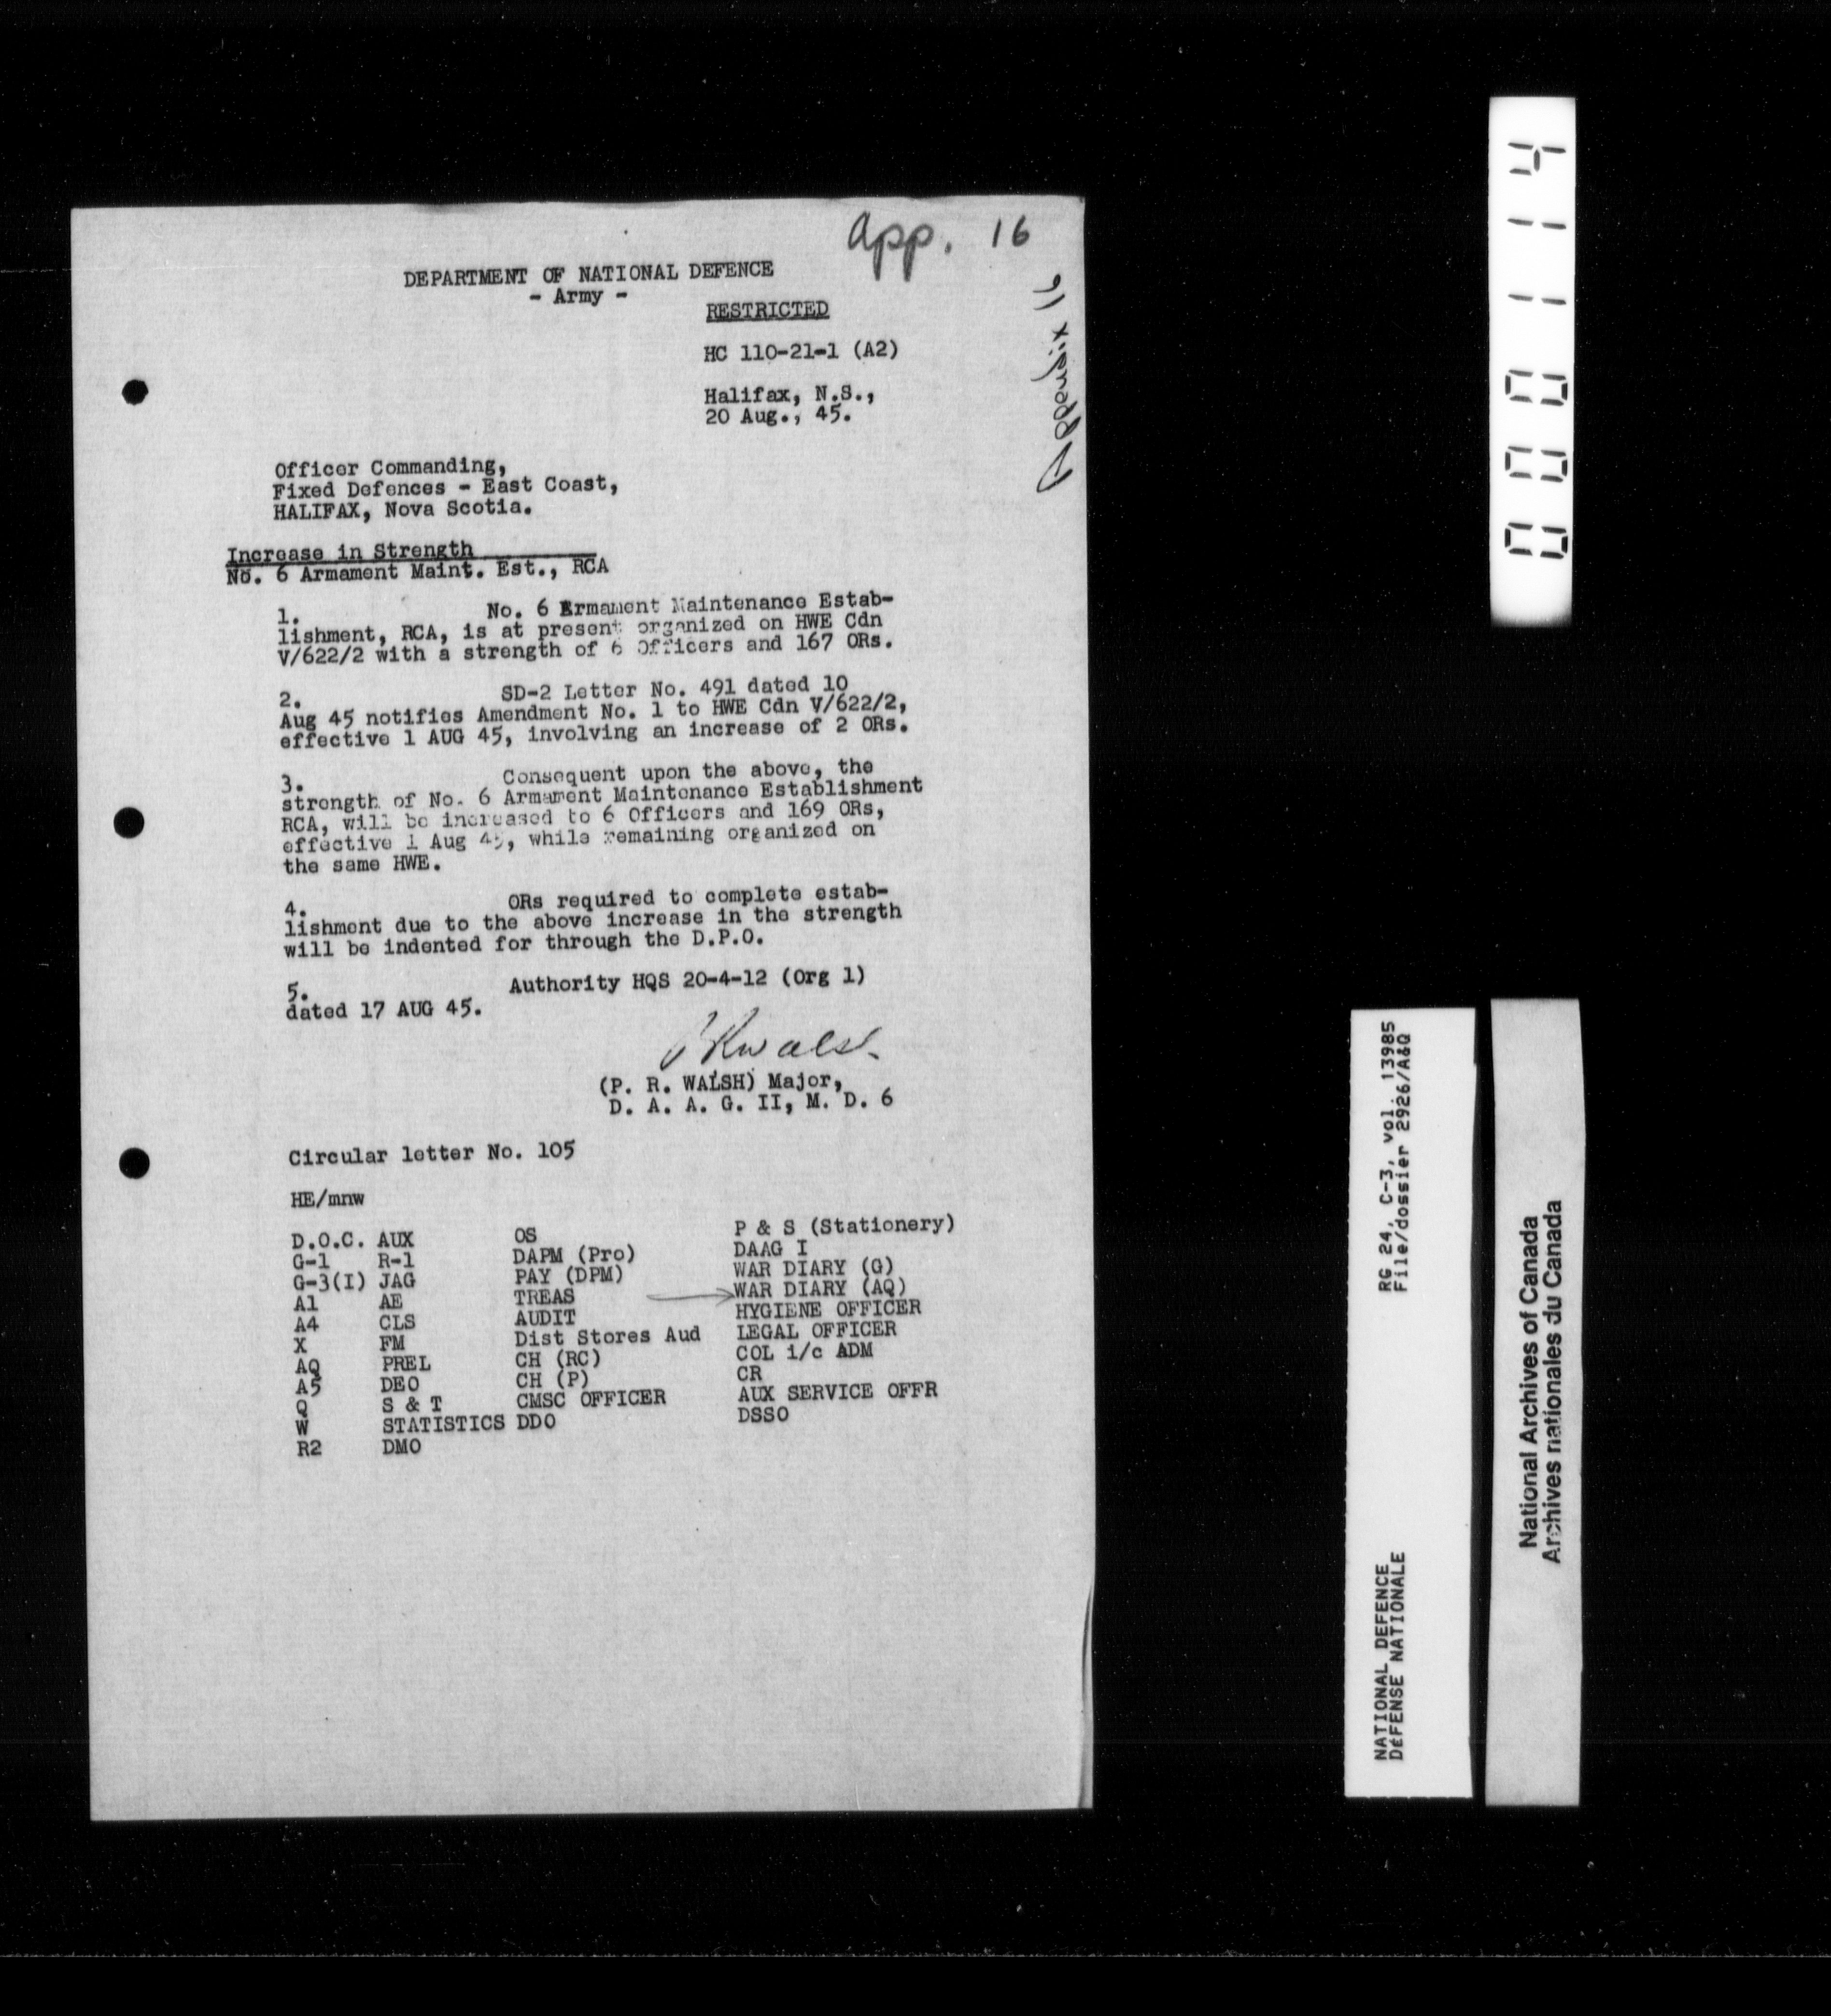 App. 16
Appendix 16
DEPARTMENT OF NATIONAL DEFENCE
- Army -
RESTRICTED
HC 110-21-1 (A2)
Halifax, N.S.,
20 Aug., 45.
Officer Commanding,
Fixed Defences - East Coast,
HALIFAX, Nova Scotia.
Increase in Strength
No. 6 Armament Maint. Est., RCA
1. No. 6 Armament Maintenance Estab-
lishment, RCA, is at present organized on HWE Cdn
V/622/2 with a strength of 6 Officers and 167 ORs.
2. SD-2 Letter No. 491 dated 10
Aug 45 notifies Amendment No. 1 to HWE Cdn V/622/2,
effective 1 AUG 45, involving an increase of 2 ORs.
3. Consequent upon the above, the
strength of No. 6 Armament Maintenance Establishment
RCA, will be increased to 6 Officers and 169 ORs,
effective 1 Aug 45, while remaining organized on
the same HWE.
4. ORs required to complete estab-
lishment due to the above increase in the strength
will be indented for through the D.P.O.
5. Authority HQS 20-4-12 (Org 1)
dated 17 AUG 45.
PRWalsh
(P. R. WALSH) Major,
D. A. A. G. II, M. D. 6
Circular letter No. 105
HE/mnw
D.O.C. AUX OS P & S (Stationery)
G-1 R-1 DAPM (Pro) DAAG I
G-3(I) JAG PAY (DPM) WAR DIARY (G)
A1 AE TREAS WAR DIARY (AQ)
A4 CLS AUDIT HYGIENE OFFICER
X FM Dist Stores Aud LEGAL OFFICER
AQ PREL CH (RC) COL i/c ADM
A5 DEO CH (P) CR
Q S & T CMSC OFFICER AUX SERVICE OFFR
W STATISTICS DDO DSSO
R2 DMO
000114
RG 24, C-3, vol. 13985
File/dossier 2926/A&Q
NATIONAL DEFENCE
DÉFENSE NATIONALE
National Archives of Canada
Archives nationales du Canada